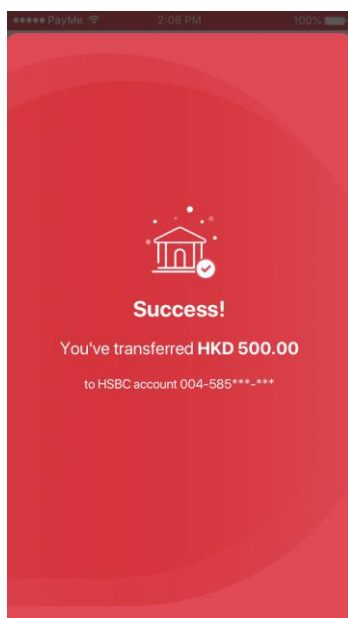 PayMe 2:08 PM 100%
Success!
You've transferred HKD 500.00
to HSBC account 004-585***-***